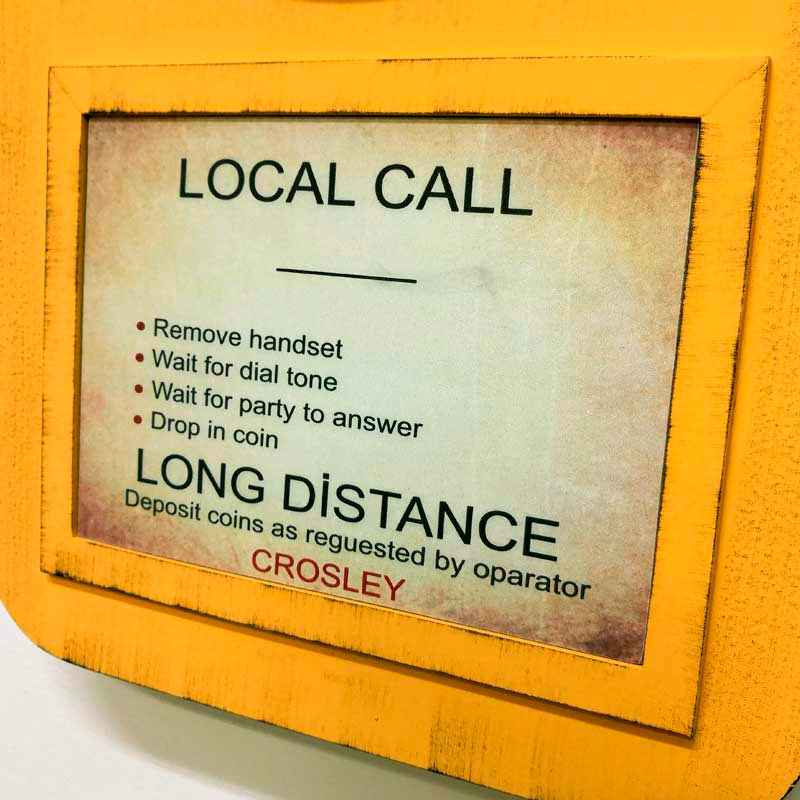 LOCAL CALL
• Remove handset
• Wait for dial tone
• Wait for party to answer
• Drop in coin
LONG DİSTANCE
Deposit coins as reguested by oparator
CROSLEY